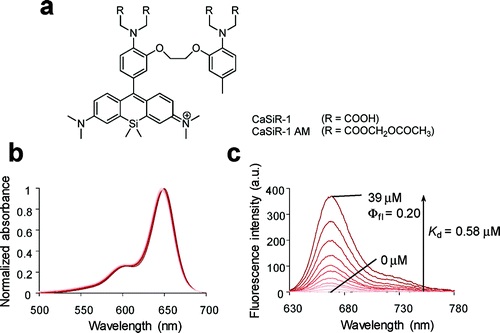 a
R R R R
N N
O O
Si
N N⊕
CaSiR-1 (R = COOH)
CaSiR-1 AM (R = COOCH₂OCOCH₃)
b
Normalized absorbance
1
0.8
0.6
0.4
0.2
0
500 550 600 650 700
Wavelength (nm)
c
Fluorescence intensity (a.u.)
400
300
200
100
0
39 μM
Φfl = 0.20
Kd = 0.58 μM
0 μM
630 680 730 780
Wavelength (nm)